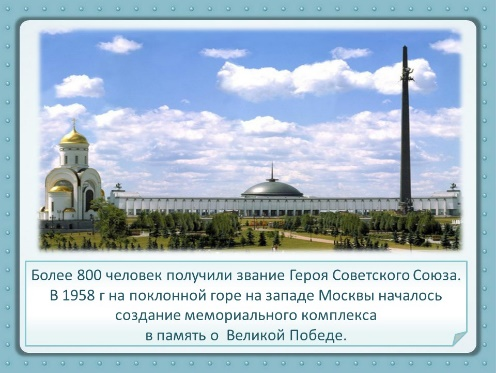 Более 800 человек получили звание Героя Советского Союза.
В 1958 г на поклонной горе на западе Москвы началось
создание мемориального комплекса
в память о Великой Победе.